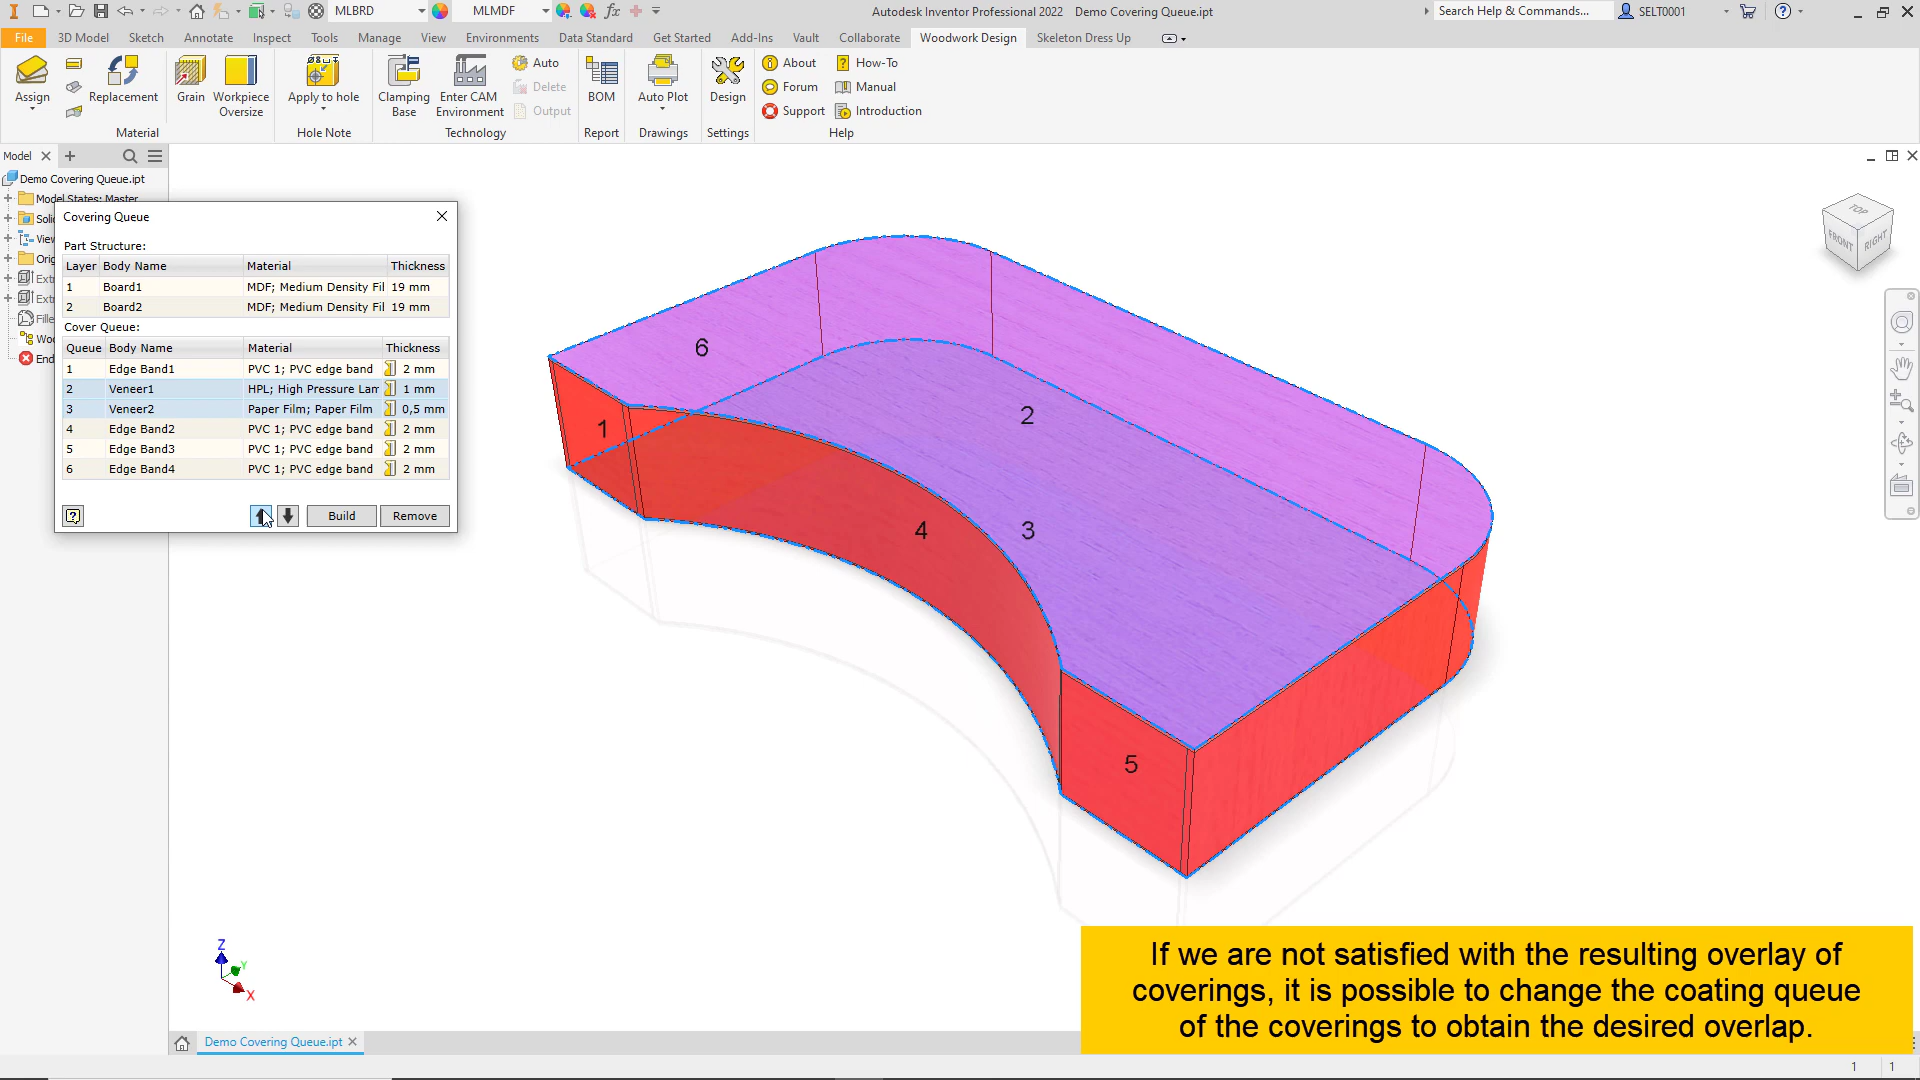 MLBRD
MLMDF
Autodesk Inventor Professional 2022 Demo Covering Queue.ipt
Search Help & Commands...
SELT0001
File 3D Model Sketch Annotate Inspect Tools Manage View Environments Data Standard Get Started Add-Ins Vault Collaborate Woodwork Design Skeleton Dress Up
Assign
Replacement
Grain
Workpiece
Oversize
Apply to hole
Clamping
Base
Enter CAM
Environment
Auto
Delete
Output
BOM
Auto Plot
Design
About
Forum
Support
How-To
Manual
Introduction
Material Hole Note Technology Report Drawings Settings Help
Model
Demo Covering Queue.ipt
Model States: Master
Covering Queue
Part Structure:
Layer Body Name Material Thickness
1 Board1 MDF; Medium Density Fil 19 mm
2 Board2 MDF; Medium Density Fil 19 mm
Cover Queue:
Queue Body Name Material Thickness
1 Edge Band1 PVC 1; PVC edge band 2 mm
2 Veneer1 HPL; High Pressure Lam 1 mm
3 Veneer2 Paper Film; Paper Film 0,5 mm
4 Edge Band2 PVC 1; PVC edge band 2 mm
5 Edge Band3 PVC 1; PVC edge band 2 mm
6 Edge Band4 PVC 1; PVC edge band 2 mm
Build Remove
TOP
FRONT
RIGHT
6
1
2
4
3
5
Z
Y
X
If we are not satisfied with the resulting overlay of
coverings, it is possible to change the coating queue
of the coverings to obtain the desired overlap.
Demo Covering Queue.ipt
1 1